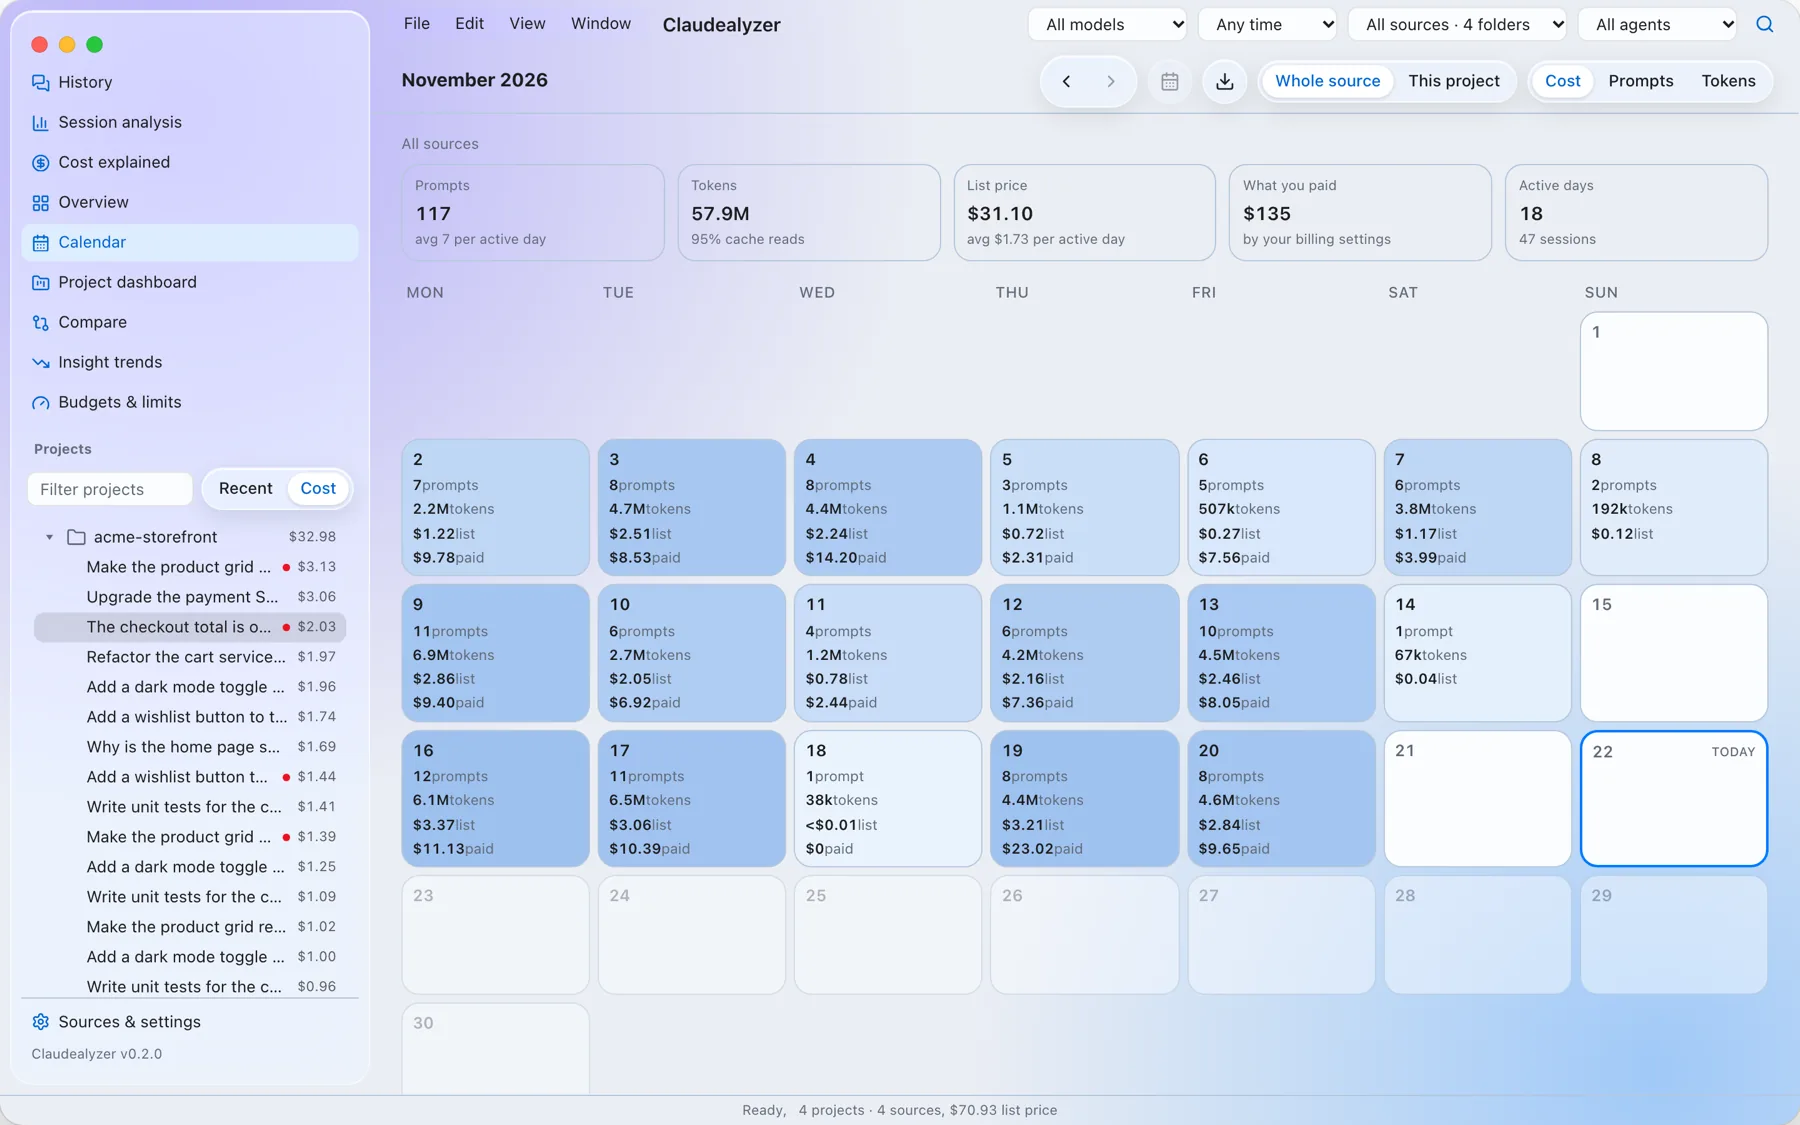 File Edit View Window Claudealyzer All models Any time All sources · 4 folders All agents
November 2026 Whole source This project Cost Prompts Tokens
History
Session analysis
Cost explained
Overview
Calendar
Project dashboard
Compare
Insight trends
Budgets & limits
Projects
Filter projects Recent Cost
acme-storefront $32.98
Make the product grid ... $3.13
Upgrade the payment S... $3.06
The checkout total is o... $2.03
Refactor the cart service... $1.97
Add a dark mode toggle ... $1.96
Add a wishlist button to t... $1.74
Why is the home page s... $1.69
Add a wishlist button t... $1.44
Write unit tests for the c... $1.41
Make the product grid ... $1.39
Add a dark mode toggle ... $1.25
Write unit tests for the c... $1.09
Make the product grid re... $1.02
Add a dark mode toggle ... $1.00
Write unit tests for the c... $0.96
Sources & settings
Claudealyzer v0.2.0
All sources
Prompts
117
avg 7 per active day
Tokens
57.9M
95% cache reads
List price
$31.10
avg $1.73 per active day
What you paid
$135
by your billing settings
Active days
18
47 sessions
MON TUE WED THU FRI SAT SUN
1
2
7prompts
2.2Mtokens
$1.22list
$9.78paid
3
8prompts
4.7Mtokens
$2.51list
$8.53paid
4
8prompts
4.4Mtokens
$2.24list
$14.20paid
5
3prompts
1.1Mtokens
$0.72list
$2.31paid
6
5prompts
507ktokens
$0.27list
$7.56paid
7
6prompts
3.8Mtokens
$1.17list
$3.99paid
8
2prompts
192ktokens
$0.12list
9
11prompts
6.9Mtokens
$2.86list
$9.40paid
10
6prompts
2.7Mtokens
$2.05list
$6.92paid
11
4prompts
1.2Mtokens
$0.78list
$2.44paid
12
6prompts
4.2Mtokens
$2.16list
$7.36paid
13
10prompts
4.5Mtokens
$2.46list
$8.05paid
14
1prompt
67ktokens
$0.04list
15
16
12prompts
6.1Mtokens
$3.37list
$11.13paid
17
11prompts
6.5Mtokens
$3.06list
$10.39paid
18
1prompt
38ktokens
<$0.01list
$0paid
19
8prompts
4.4Mtokens
$3.21list
$23.02paid
20
8prompts
4.6Mtokens
$2.84list
$9.65paid
21
22 TODAY
23
24
25
26
27
28
29
30
Ready, 4 projects · 4 sources, $70.93 list price